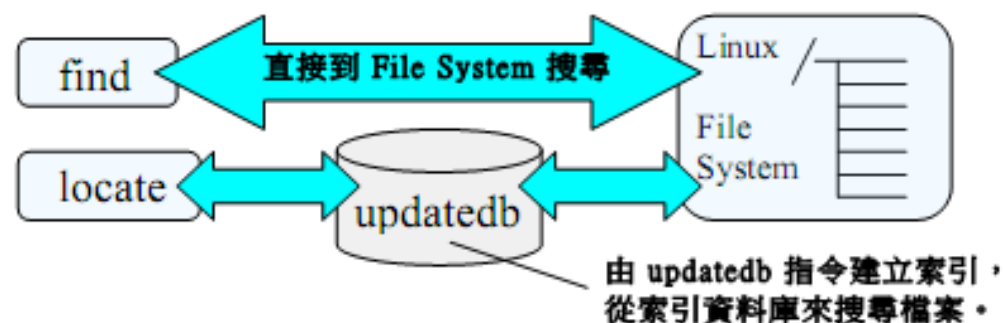 find
直接到 File System 搜尋
Linux /
File
System
locate
updatedb
由 updatedb 指令建立索引，
從索引資料庫來搜尋檔案。